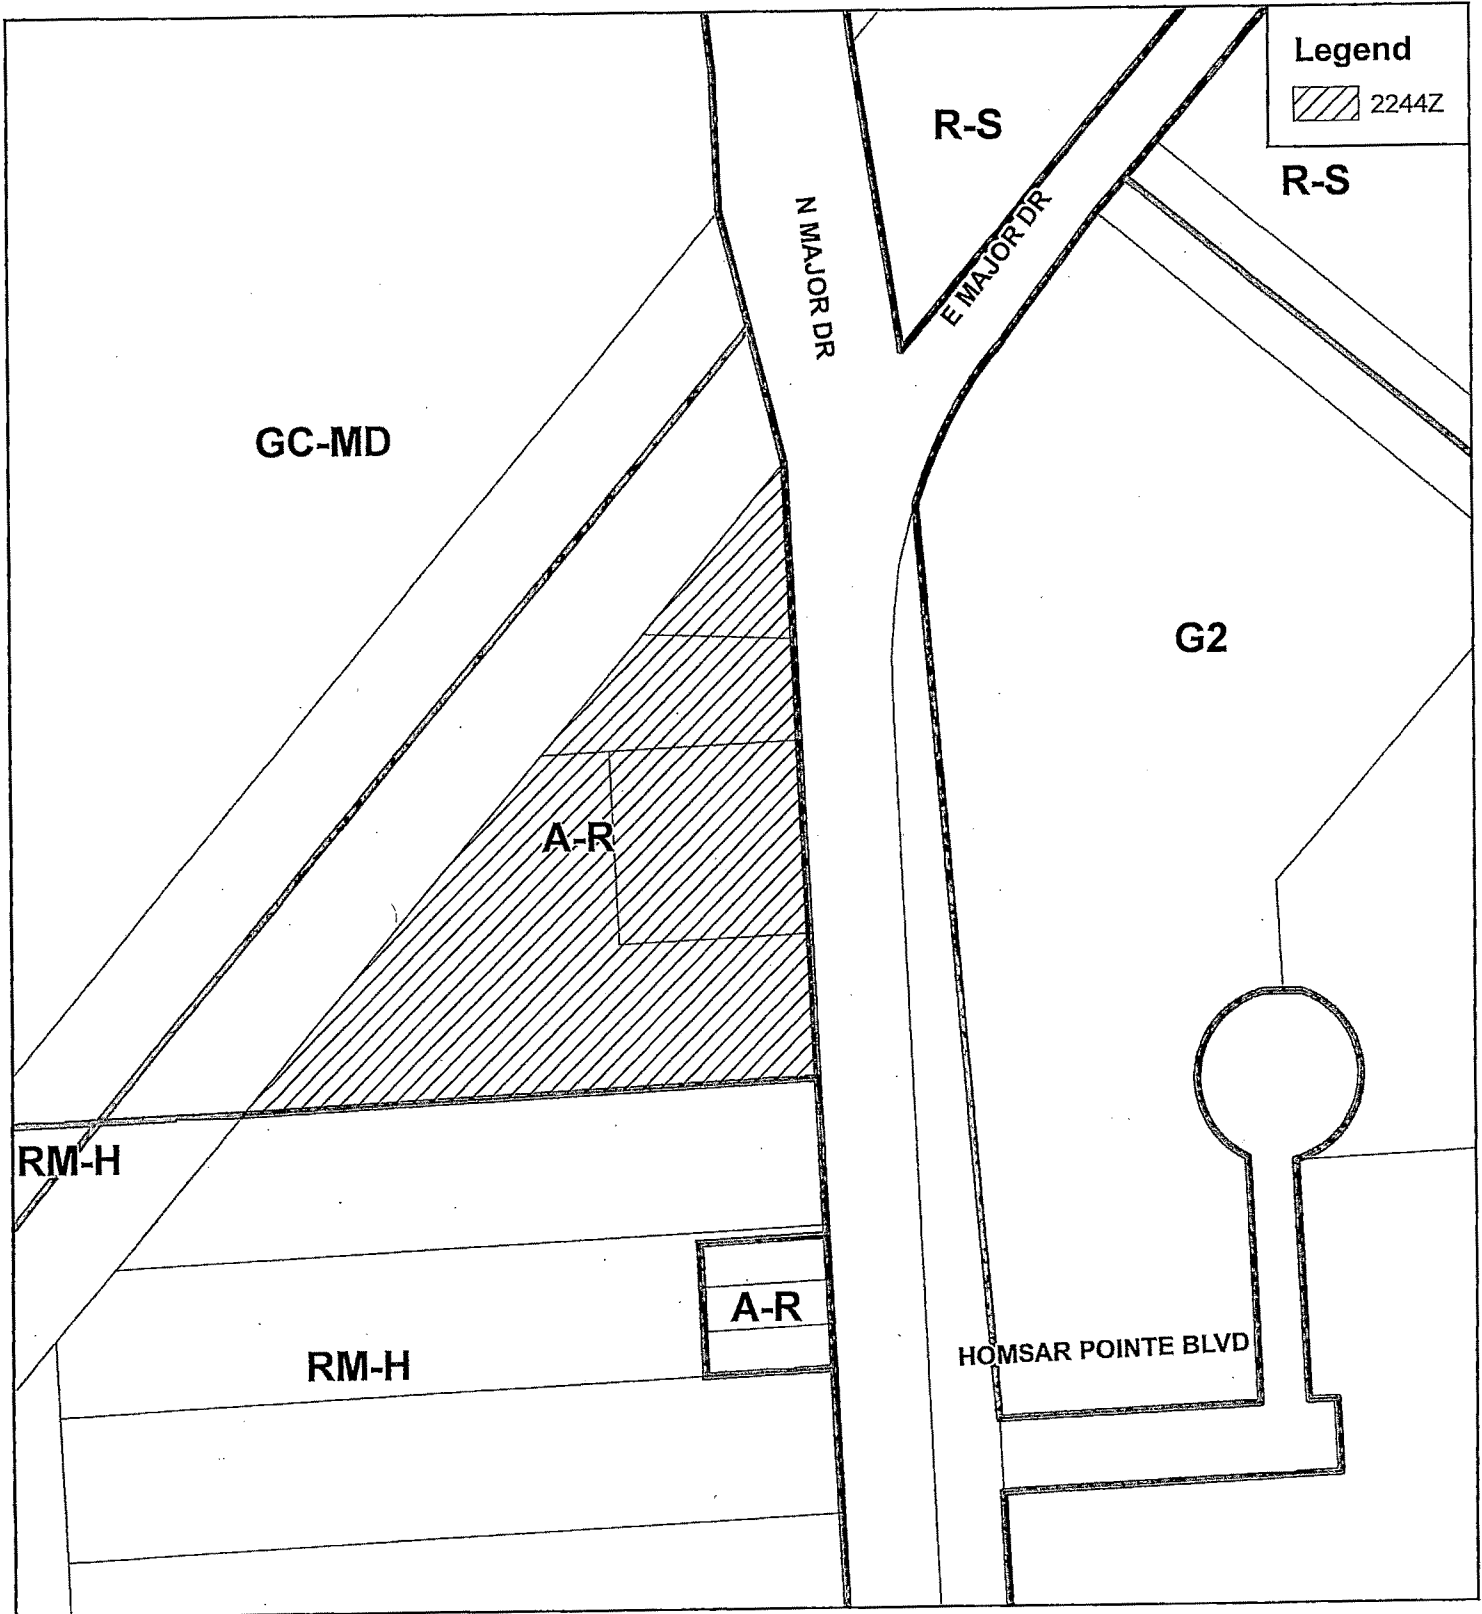 Legend
2244Z
R-S
R-S
N MAJOR DR
E MAJOR DR
GC-MD
G2
A-R
RM-H
A-R
HOMSAR POINTE BLVD
RM-H